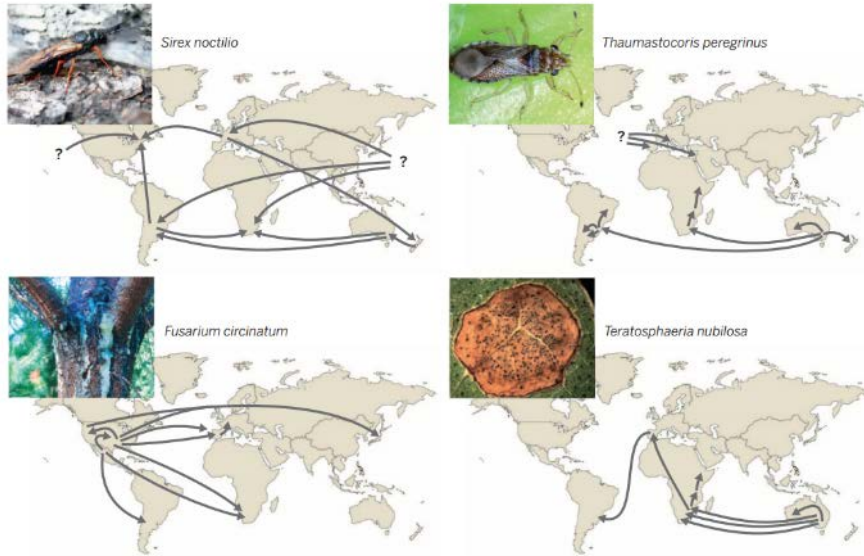 Sirex noctilio
?
?
Thaumastocoris peregrinus
?
Fusarium circinatum
Teratosphaeria nubilosa